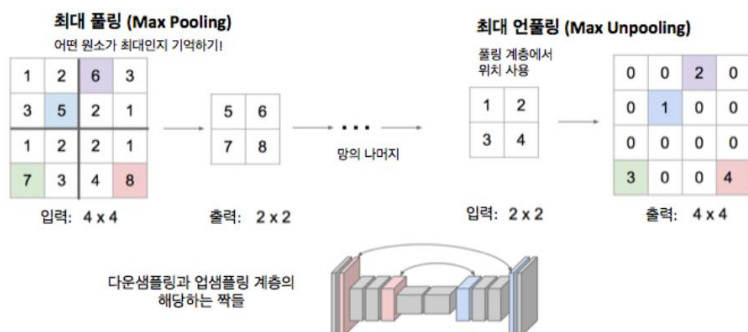 최대 풀링 (Max Pooling)
어떤 원소가 최대인지 기억하기!
1 2 6 3
3 5 2 1
1 2 2 1
7 3 4 8
입력: 4 x 4
5 6
7 8
출력: 2 x 2
...
망의 나머지
최대 언풀링 (Max Unpooling)
풀링 계층에서
위치 사용
1 2
3 4
입력: 2 x 2
0 0 2 0
0 1 0 0
0 0 0 0
3 0 0 4
출력: 4 x 4
다운샘플링과 업샘플링 계층의
해당하는 짝들